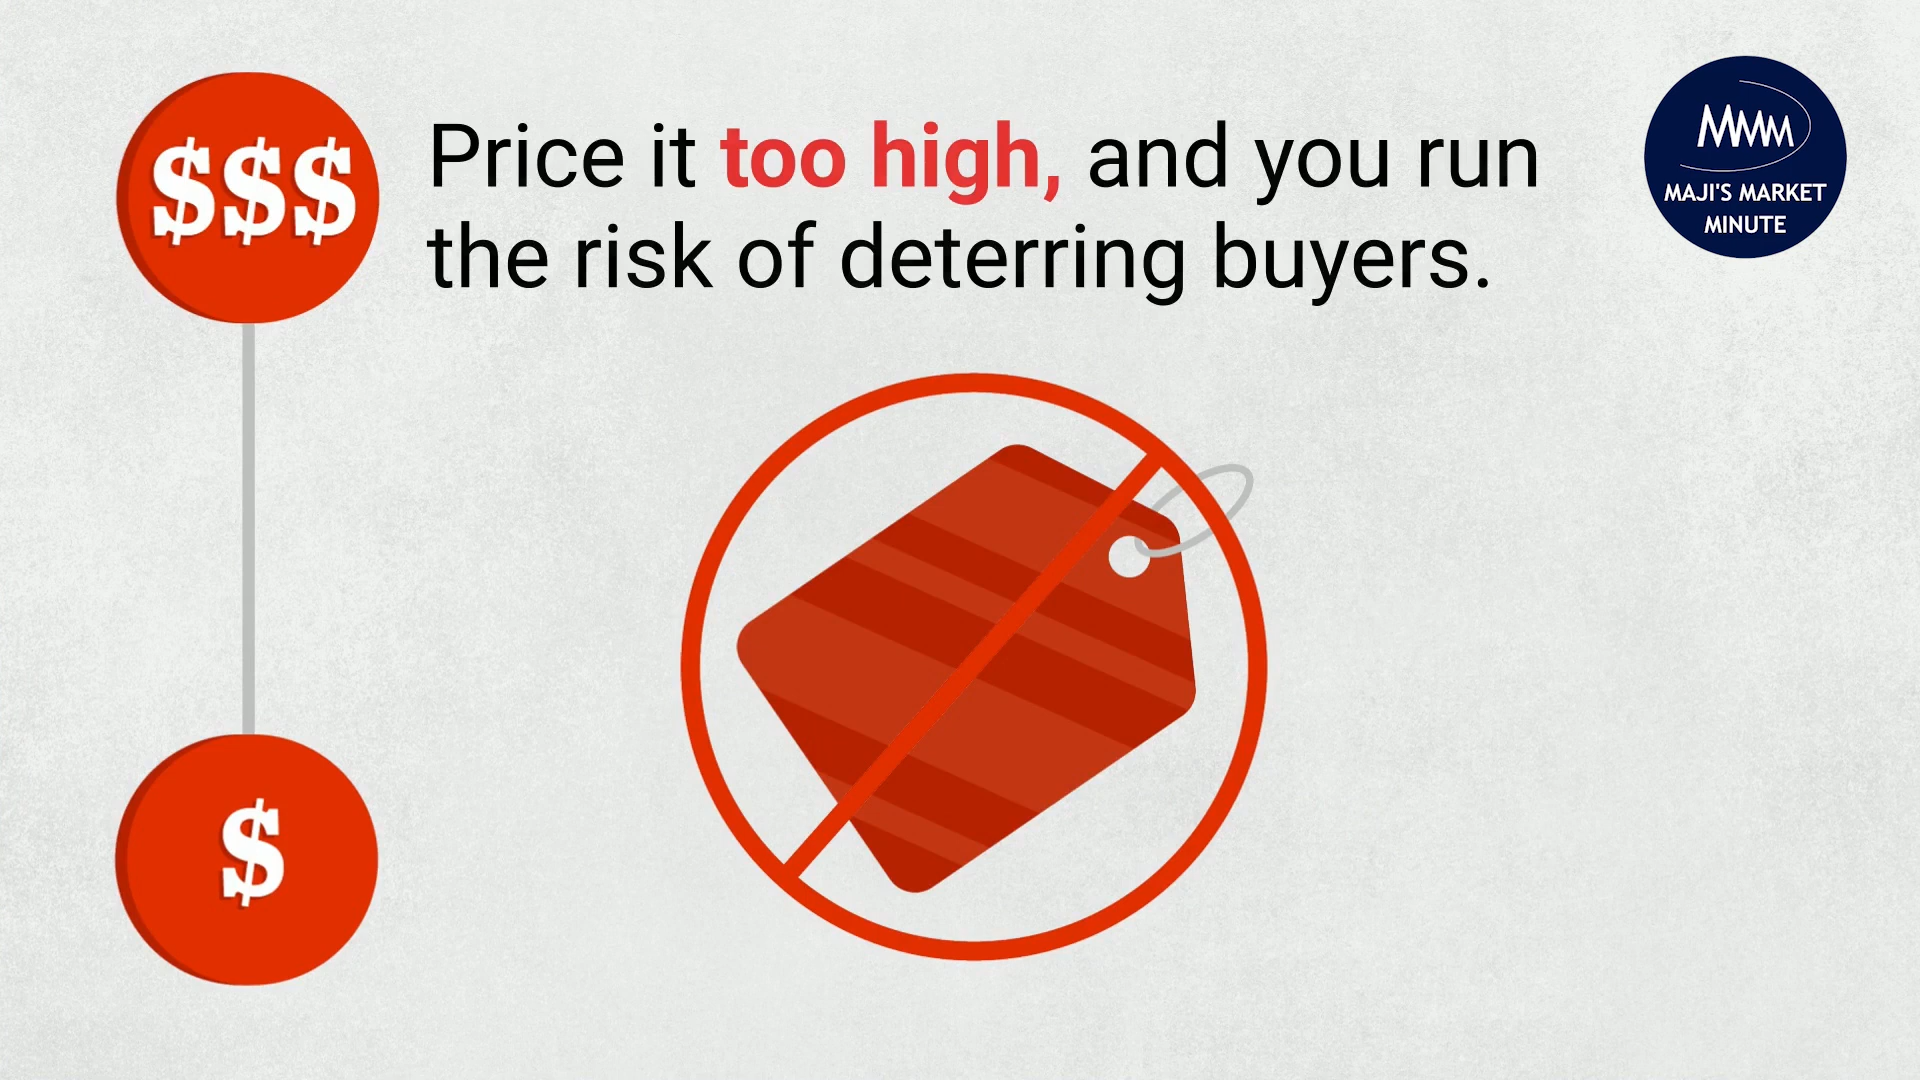 $$$
Price it too high, and you run
the risk of deterring buyers.
MMM
MAJI'S MARKET
MINUTE
$